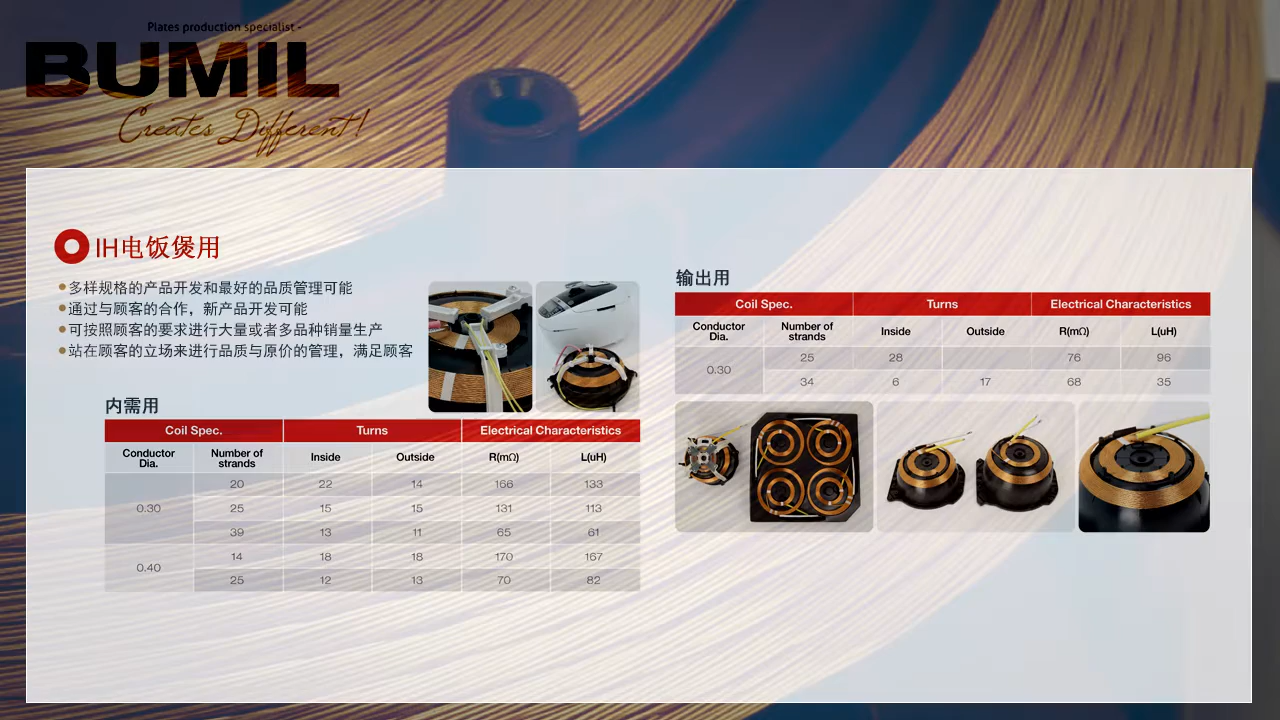 Plates production specialist -
BUMIL
Creates Different!
IH电饭煲用
多样规格的产品开发和最好的品质管理可能
通过与顾客的合作，新产品开发可能
可按照顾客的要求进行大量或者多品种销量生产
站在顾客的立场来进行品质与原价的管理，满足顾客
内需用
Coil Spec. Turns Electrical Characteristics
Conductor Dia. Number of strands Inside Outside R(mΩ) L(uH)
0.30 20 22 14 166 133
25 15 15 131 113
39 13 11 65 61
0.40 14 18 18 170 167
25 12 13 70 82
输出用
Coil Spec. Turns Electrical Characteristics
Conductor Dia. Number of strands Inside Outside R(mΩ) L(uH)
0.30 25 28 76 96
34 6 17 68 35